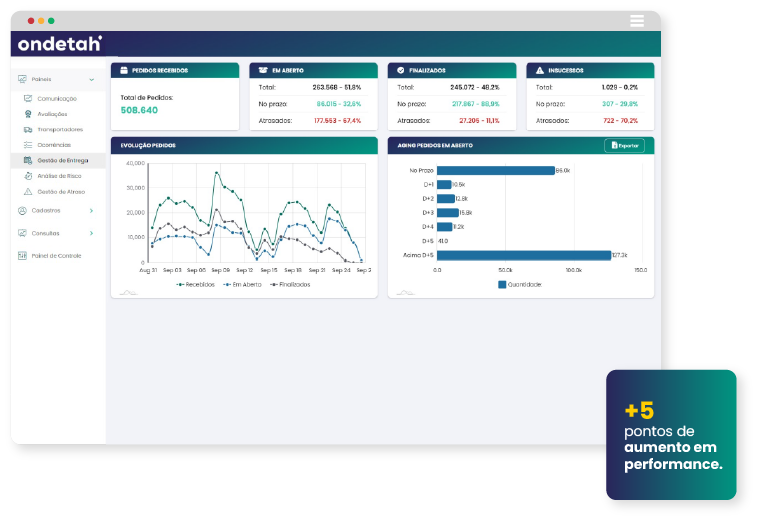 ondetah
Paineis
Comunicação
Avaliações
Transportadores
Ocorrências
Gestão de Entrega
Análise de Risco
Gestão de Atraso
Cadastros
Consultas
Painel de Controle
PEDIDOS RECEBIDOS
Total de Pedidos:
508.640
EM ABERTO
Total: 263.568 - 51,8%
No prazo: 86.015 - 32,6%
Atrasados: 177.553 - 67,4%
FINALIZADOS
Total: 245.072 - 48,2%
No prazo: 217.867 - 88,9%
Atrasados: 27.205 - 11,1%
INSUCESSOS
Total: 1.029 - 0,2%
No prazo: 307 - 29,8%
Atrasados: 722 - 70,2%
EVOLUÇÃO PEDIDOS
40,000
30,000
20,000
10,000
0
Aug 31 Sep 03 Sep 06 Sep 09 Sep 12 Sep 15 Sep 18 Sep 21 Sep 24 Sep 2
Recebidos Em Aberto Finalizados
AGING PEDIDOS EM ABERTO
Exportar
No Prazo 86.0k
D+1 10.5k
D+2 12.8k
D+3 15.8k
D+4 11.2k
D+5 41.0
Acima D+5 127.3k
0.0 50.0k 100.0k 150.0
Quantidade:
+5
pontos de
aumento em
performance.